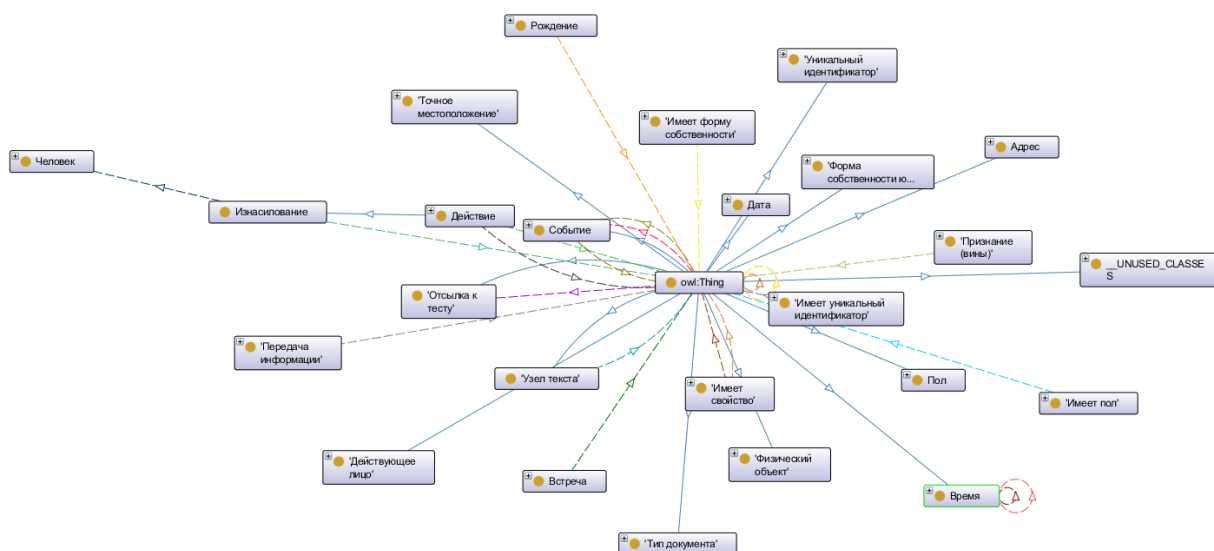 Рождение
'Уникальный
идентификатор'
'Точное
местоположение'
'Имеет форму
собственности'
Адрес
Человек
'Форма
собственности ю...
Изнасилование
Действие
Дата
Событие
'Признание
(вины)'
__UNUSED_CLASSE
S
owl:Thing
'Отсылка к
тесту'
'Имеет уникальный
идентификатор'
'Передача
информации'
'Узел текста'
'Имеет
свойство'
Пол
'Имеет пол'
'Действующее
лицо'
Встреча
'Физический
объект'
Время
'Тип документа'